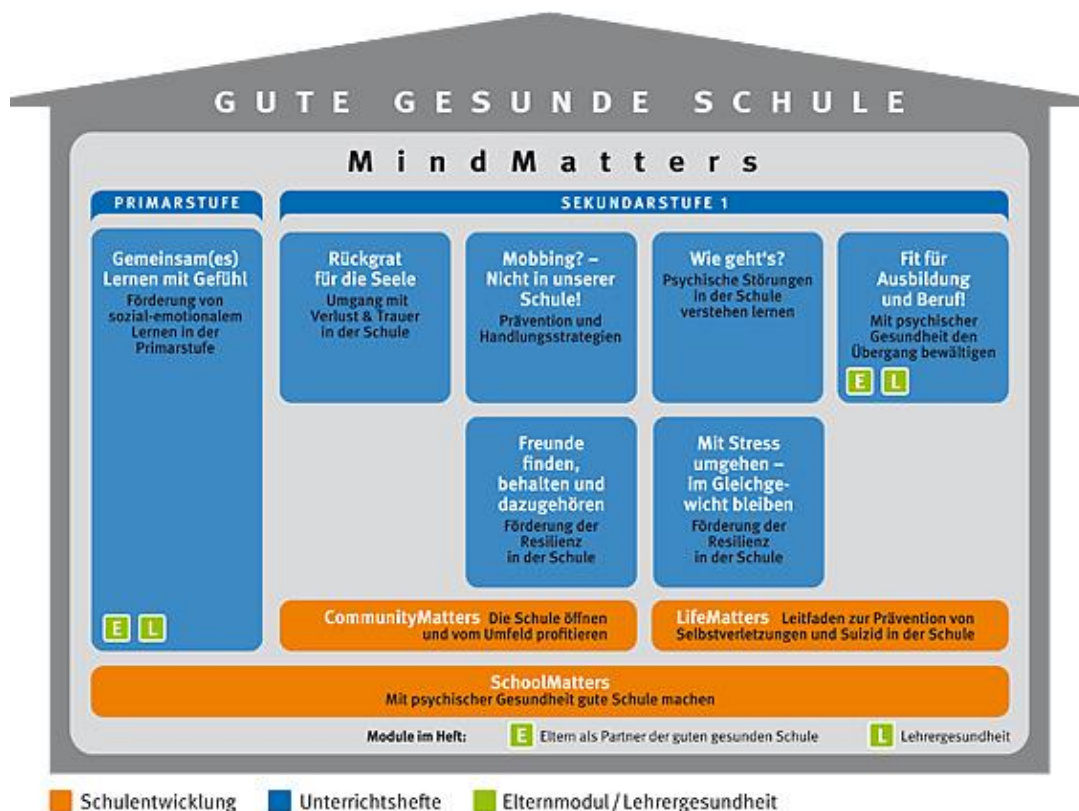 GUTE GESUNDE SCHULE
MindMatters
PRIMARSTUFE
SEKUNDARSTUFE 1
Gemeinsam(es)
Lernen mit Gefühl
Förderung von
sozial-emotionalem
Lernen in der
Primarstufe
E L
Rückgrat
für die Seele
Umgang mit
Verlust & Trauer
in der Schule
Mobbing? –
Nicht in unserer
Schule!
Prävention und
Handlungsstrategien
Wie geht's?
Psychische Störungen
in der Schule
verstehen lernen
Fit für
Ausbildung
und Beruf!
Mit psychischer
Gesundheit den
Übergang bewältigen
E L
Freunde
finden,
behalten und
dazugehören
Förderung der
Resilienz
in der Schule
Mit Stress
umgehen –
im Gleichge-
wicht bleiben
Förderung der
Resilienz
in der Schule
CommunityMatters Die Schule öffnen
und vom Umfeld profitieren
LifeMatters Leitfaden zur Prävention von
Selbstverletzungen und Suizid in der Schule
SchoolMatters
Mit psychischer Gesundheit gute Schule machen
Module im Heft: E Eltern als Partner der guten gesunden Schule L Lehrergesundheit
Schulentwicklung Unterrichtshefte Elternmodul / Lehrergesundheit